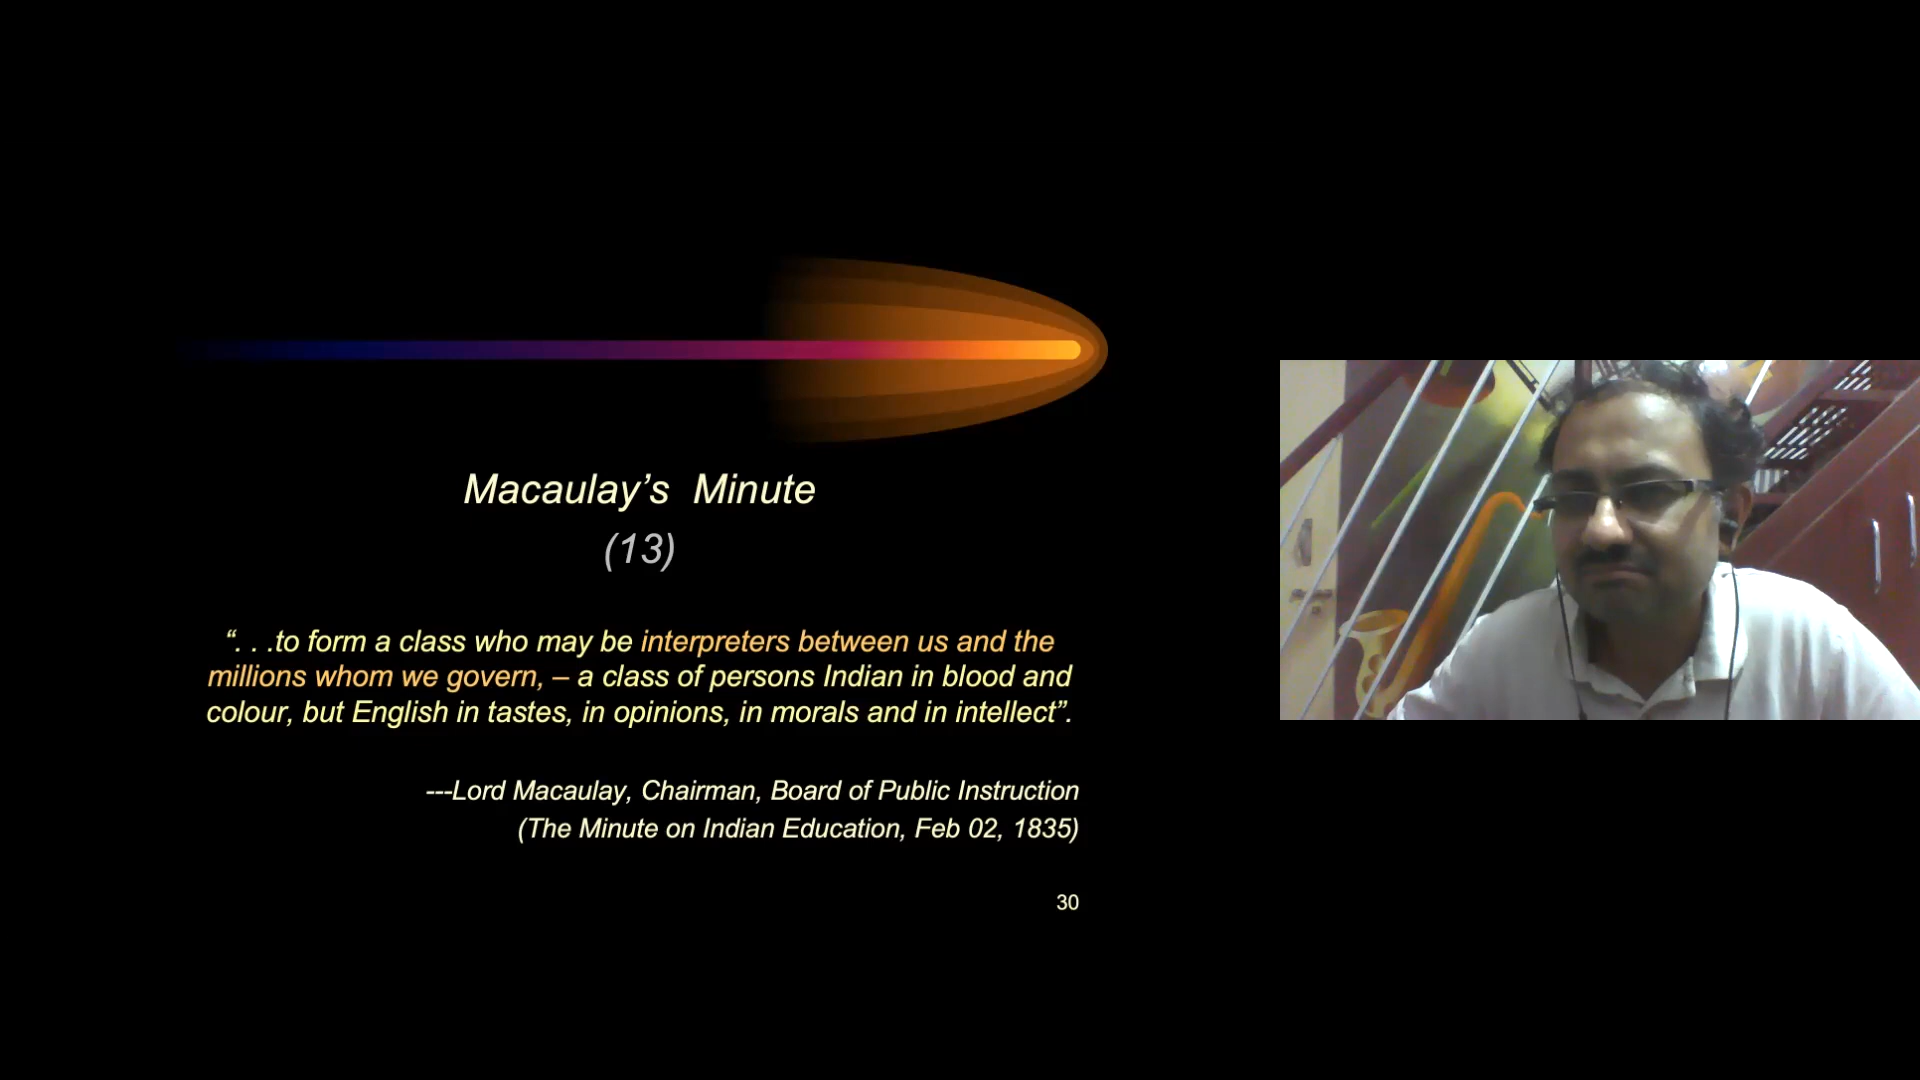 Macaulay’s  Minute
(13)
“. . .to form a class who may be interpreters between us and the
millions whom we govern, – a class of persons Indian in blood and
colour, but English in tastes, in opinions, in morals and in intellect”.
---Lord Macaulay, Chairman, Board of Public Instruction
(The Minute on Indian Education, Feb 02, 1835)
30